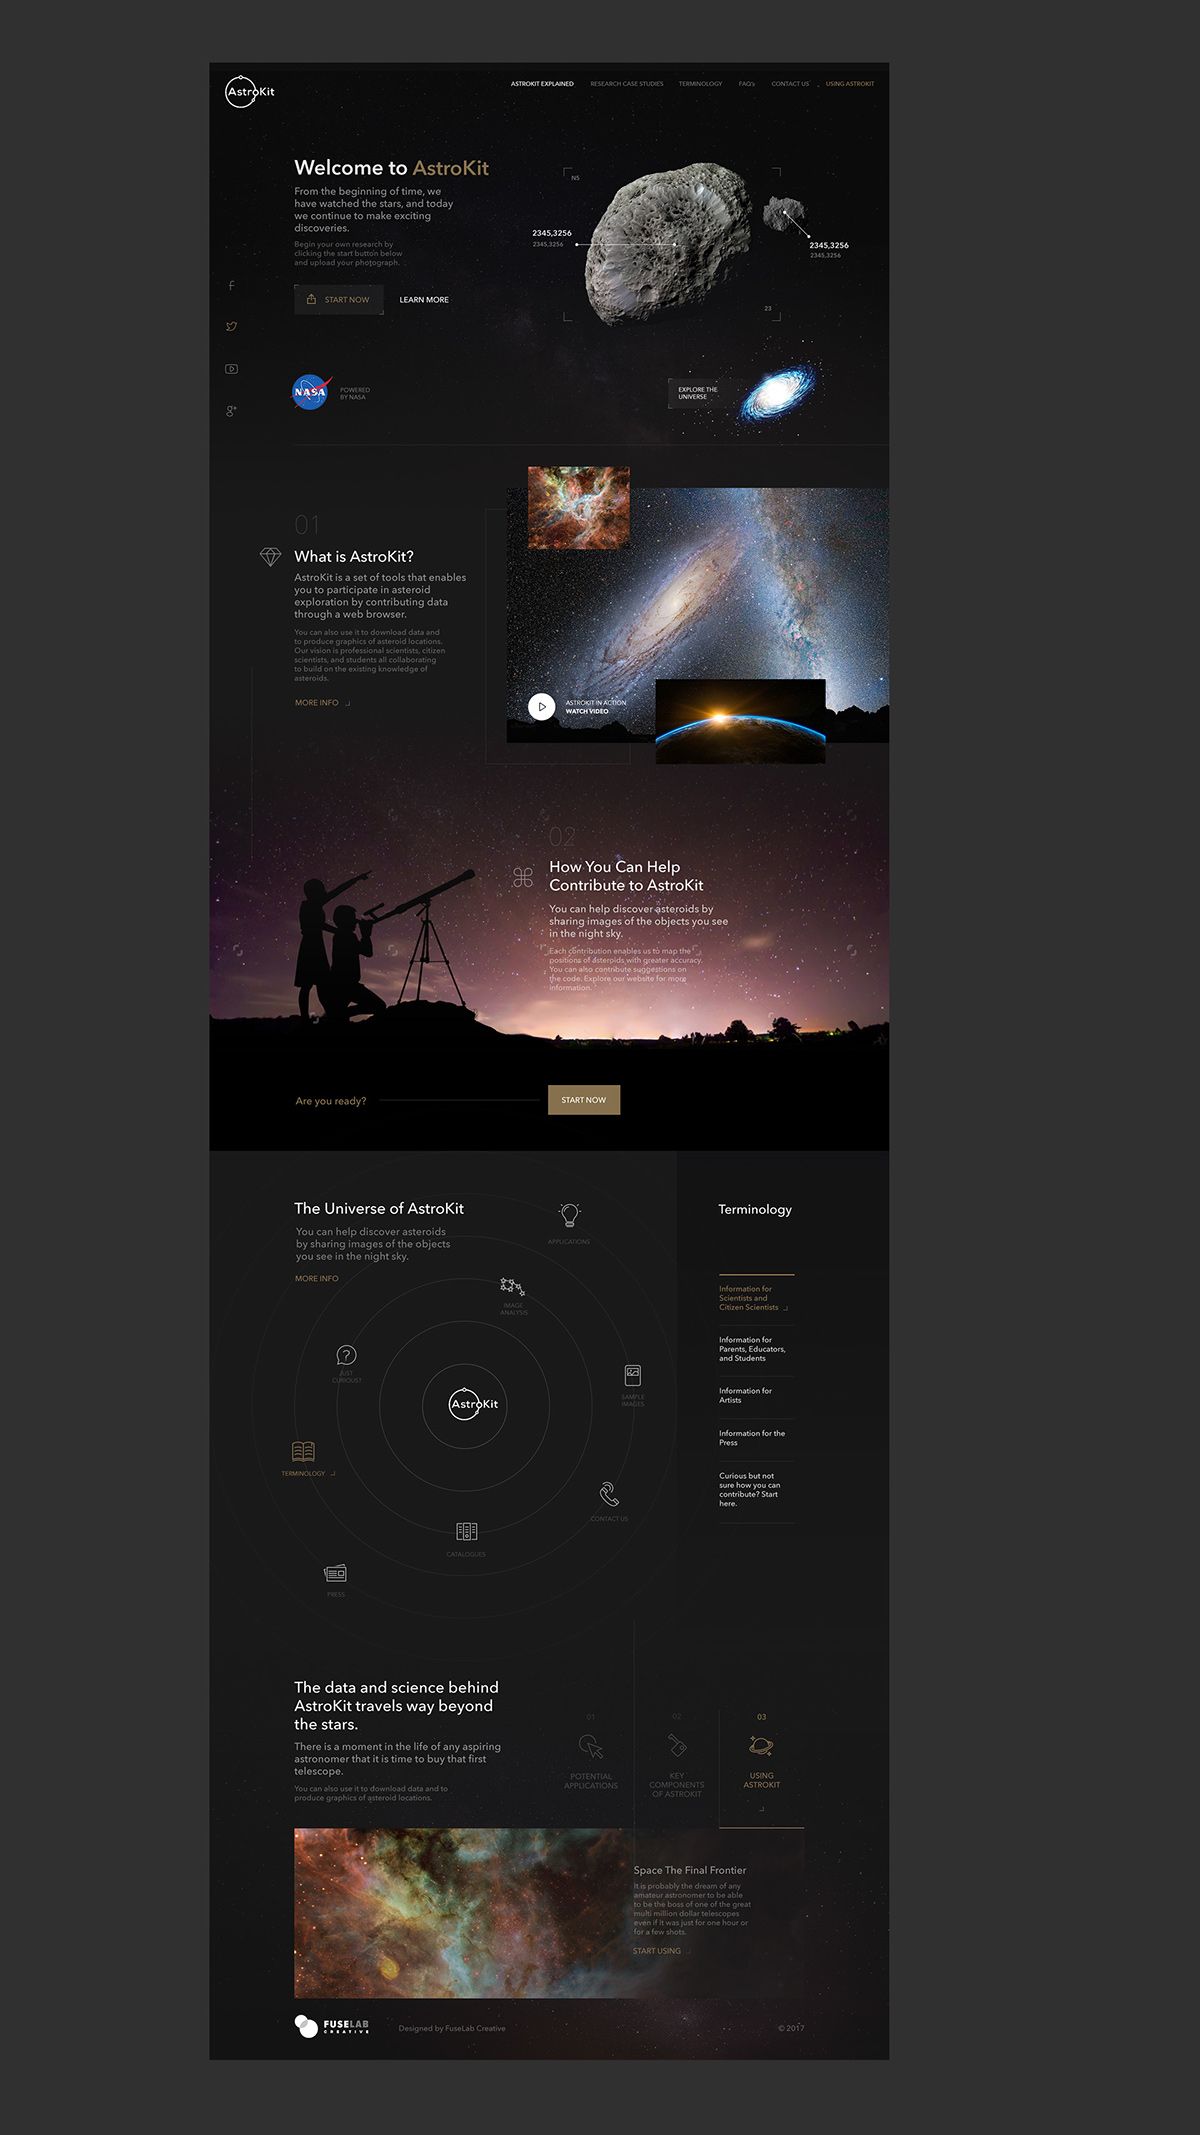 AstroKit
ASTROKIT EXPLAINED
RESEARCH CASE STUDIES
TERMINOLOGY
FAQ's
CONTACT US
USING ASTROKIT
Welcome to AstroKit
From the beginning of time, we
have watched the stars, and today
we continue to make exciting
discoveries.
Begin your own research by
clicking the start button below
and upload your photograph.
START NOW
LEARN MORE
N5
2345,3256
2345,3256
2345,3256
2345,3256
23
NASA
POWERED
BY NASA
EXPLORE THE
UNIVERSE
01
What is AstroKit?
AstroKit is a set of tools that enables
you to participate in asteroid
exploration by contributing data
through a web browser.
You can also use it to download data and
to produce graphics of asteroid locations.
Our vision is professional scientists, citizen
scientists, and students all collaborating
to build on the existing knowledge of
asteroids.
MORE INFO
ASTROKIT IN ACTION
WATCH VIDEO
02
How You Can Help
Contribute to AstroKit
You can help discover asteroids by
sharing images of the objects you see
in the night sky.
Each contribution enables us to map the
positions of asteroids with greater accuracy.
You can also contribute suggestions on
the code. Explore our website for more
information.
Are you ready?
START NOW
The Universe of AstroKit
You can help discover asteroids
by sharing images of the objects
you see in the night sky.
MORE INFO
APPLICATIONS
IMAGE
ANALYSIS
JUST
CURIOUS?
SAMPLE
IMAGES
AstroKit
TERMINOLOGY
CONTACT US
CATALOGUES
PRESS
Terminology
Information for
Scientists and
Citizen Scientists
Information for
Parents, Educators,
and Students
Information for
Artists
Information for the
Press
Curious but not
sure how you can
contribute? Start
here.
The data and science behind
AstroKit travels way beyond
the stars.
There is a moment in the life of any aspiring
astronomer that it is time to buy that first
telescope.
You can also use it to download data and to
produce graphics of asteroid locations.
01
POTENTIAL
APPLICATIONS
02
KEY
COMPONENTS
OF ASTROKIT
03
USING
ASTROKIT
Space The Final Frontier
It is probably the dream of any
amateur astronomer to be able
to be the boss of one of the great
multi million dollar telescopes
even if it was just for one hour or
for a few shots.
START USING
FUSELAB
CREATIVE
Designed by FuseLab Creative
© 2017